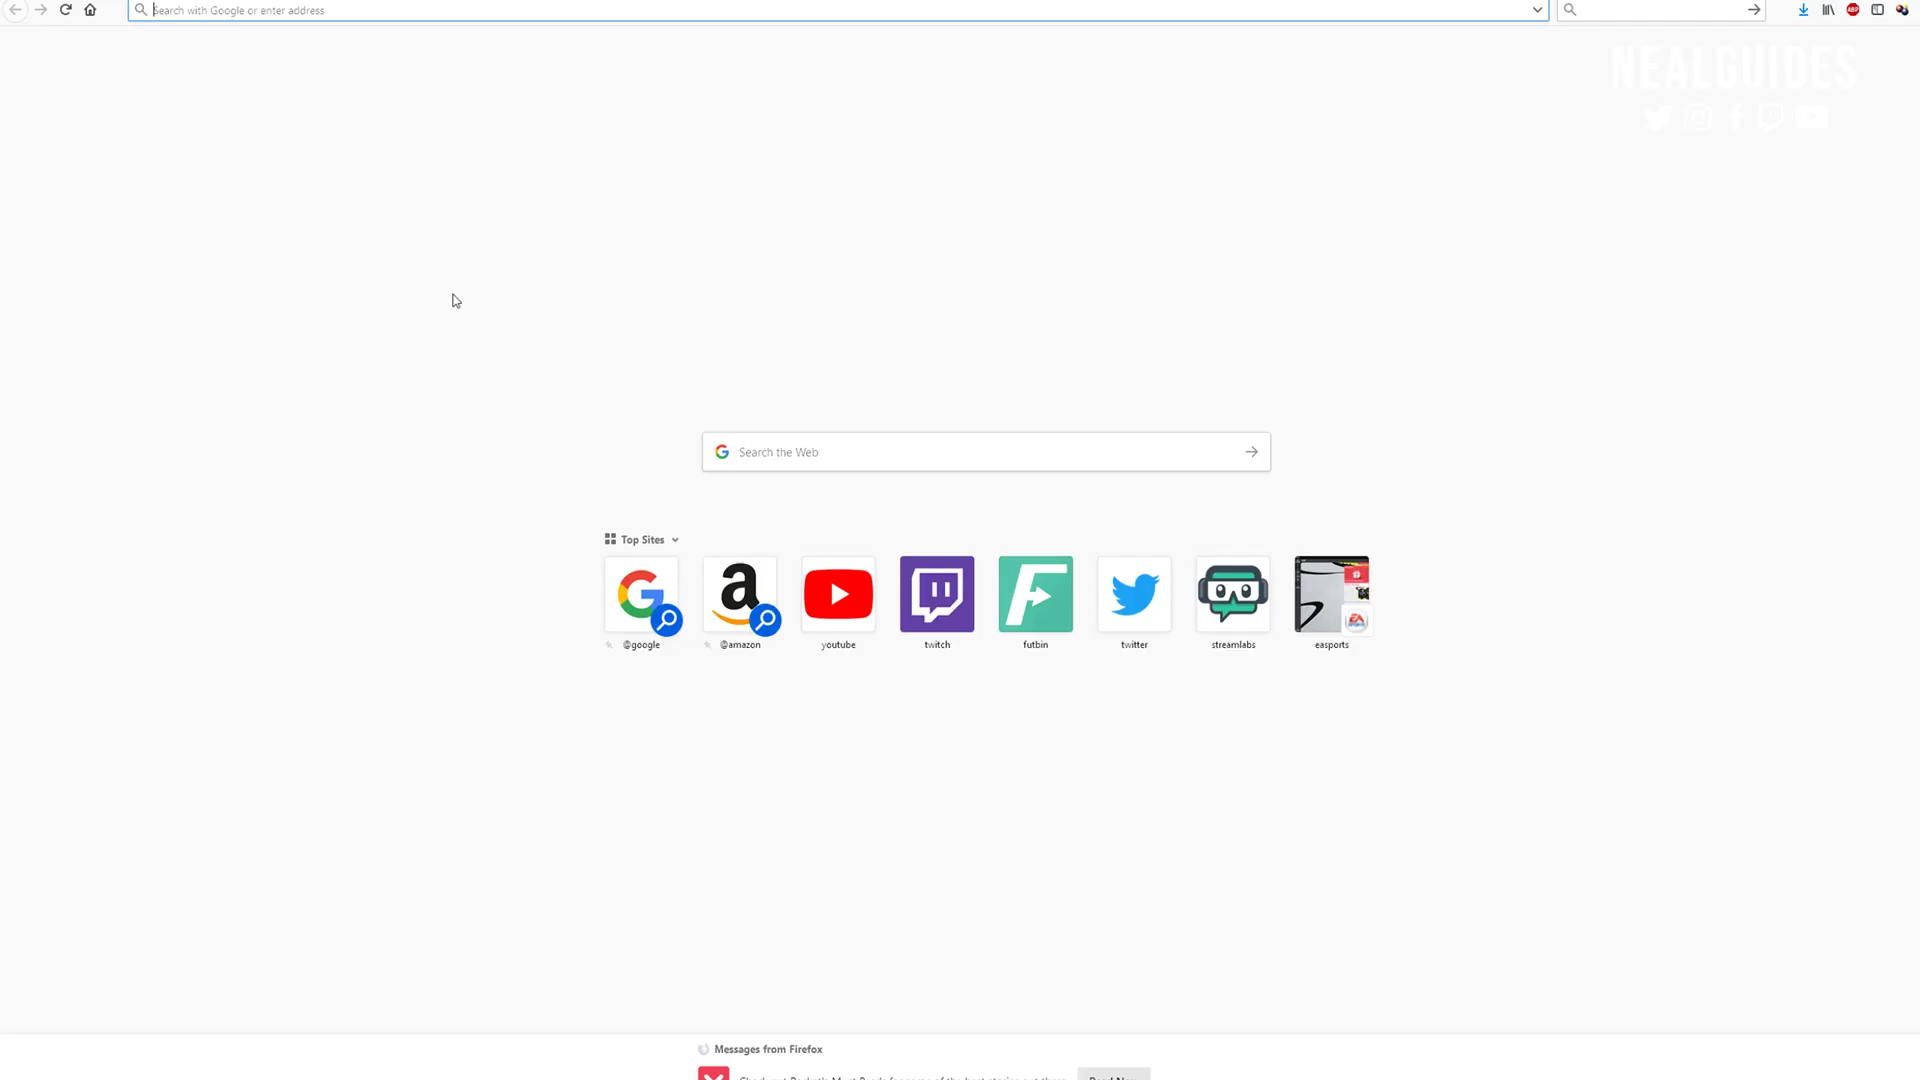 Search with Google or enter address
ABP
NEALGUIDES
Search the Web
Top Sites
@google
@amazon
youtube
twitch
futbin
twitter
streamlabs
easports
Messages from Firefox